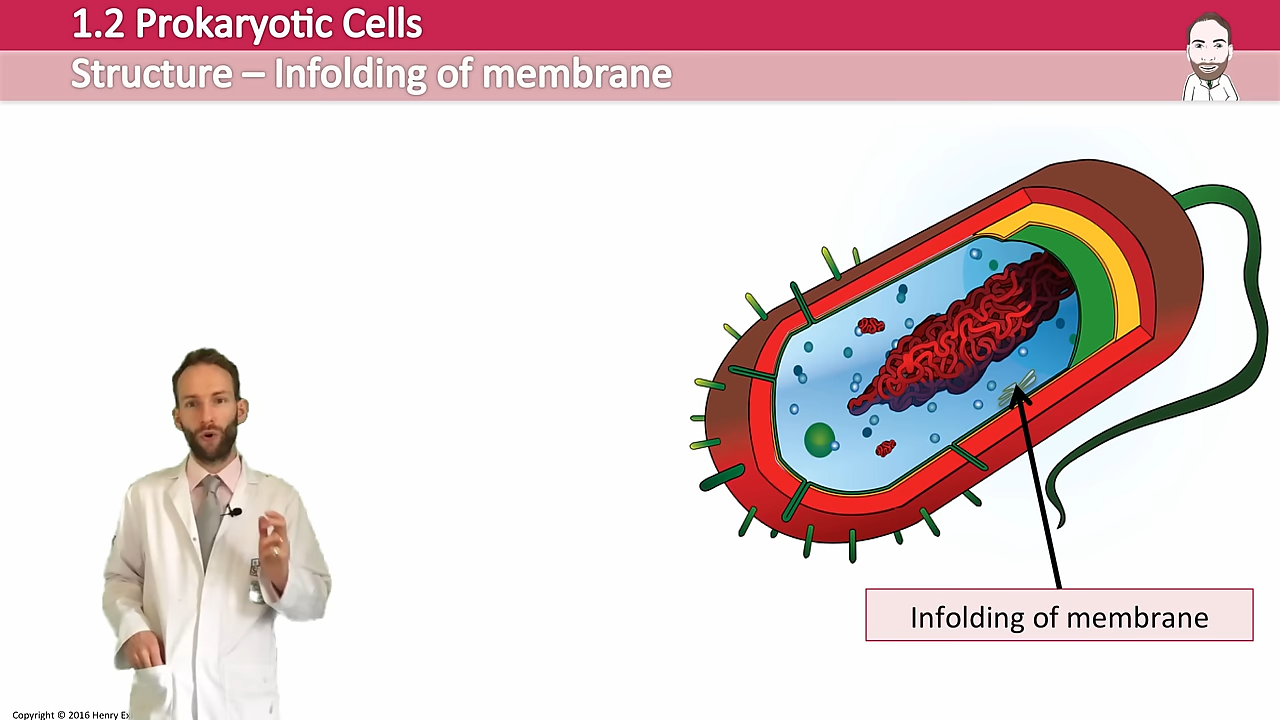 1.2 Prokaryotic Cells
Structure – Infolding of membrane
Infolding of membrane
Copyright © 2016 Henry